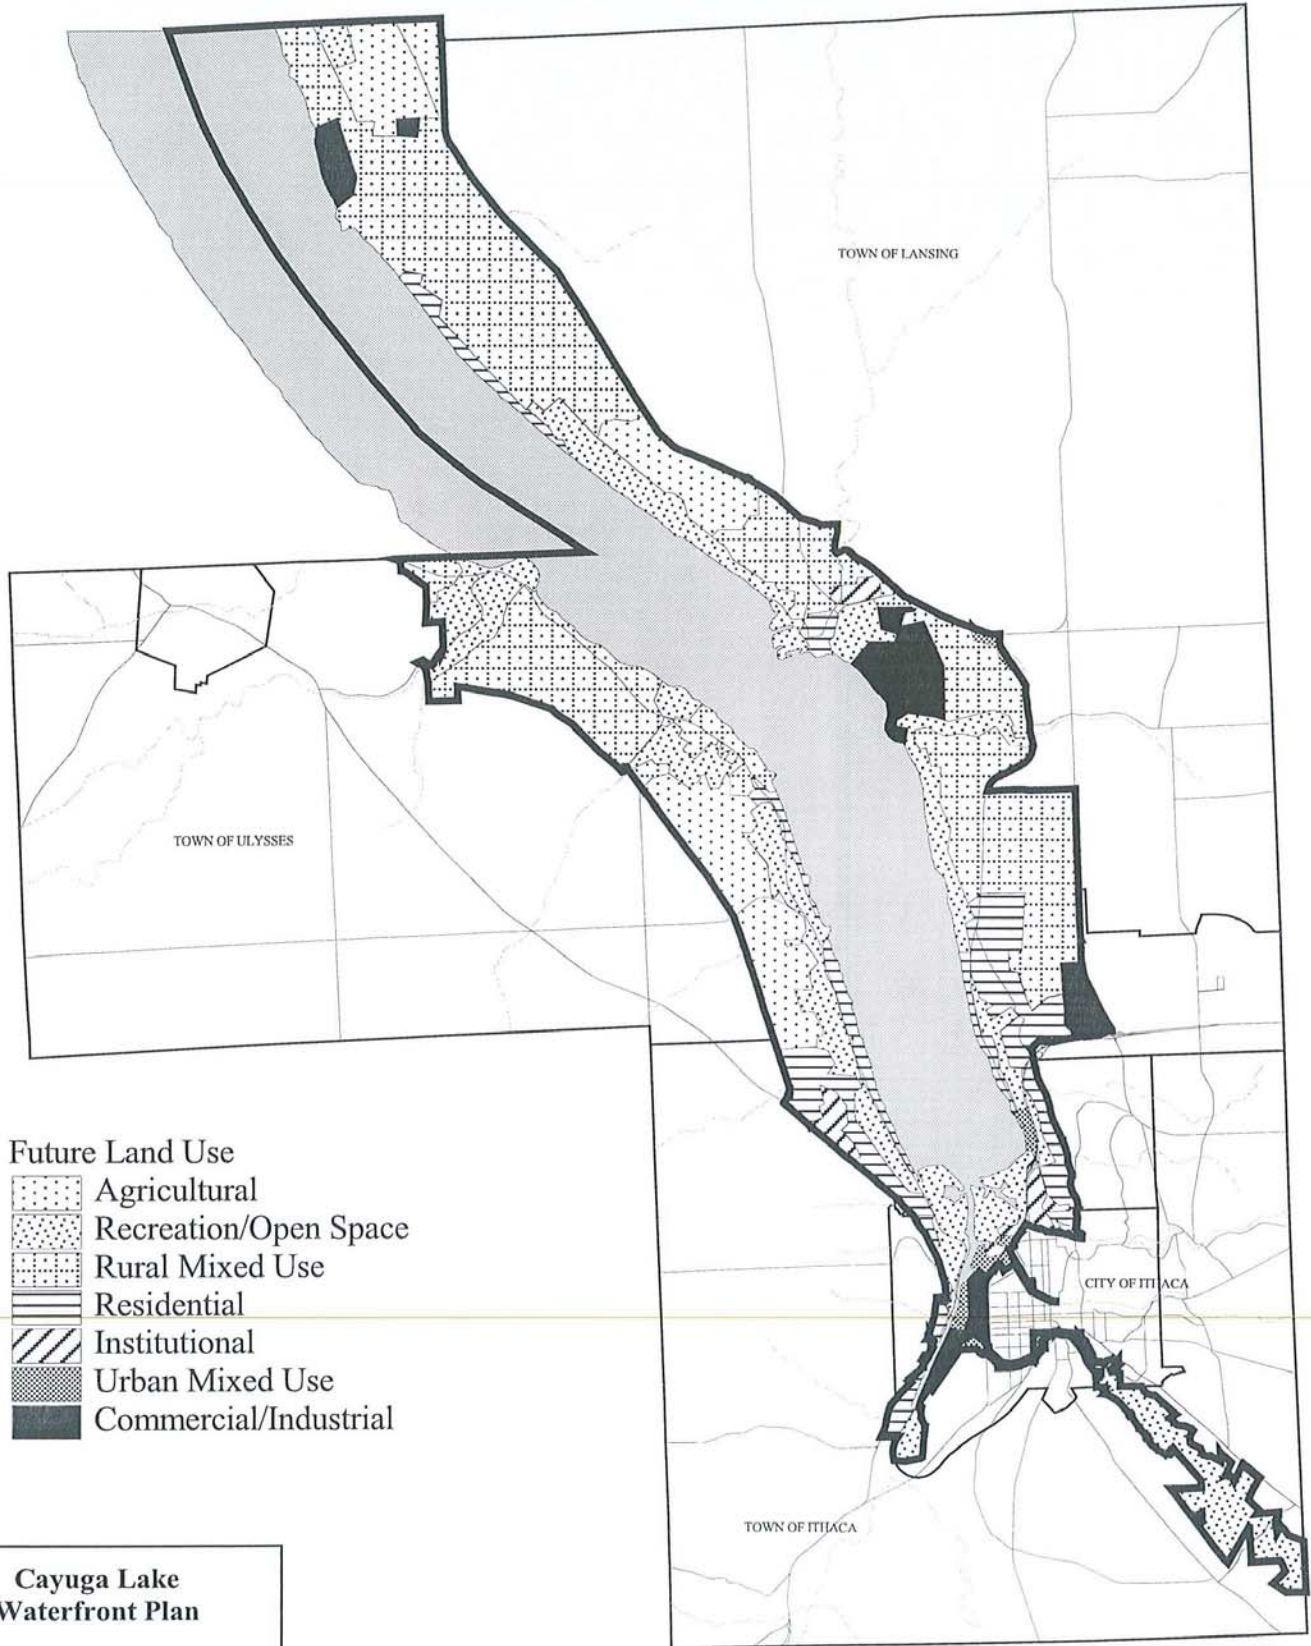 TOWN OF LANSING
TOWN OF ULYSSES
Future Land Use
Agricultural
Recreation/Open Space
Rural Mixed Use
Residential
Institutional
Urban Mixed Use
Commercial/Industrial
CITY OF ITHACA
TOWN OF ITHACA
Cayuga Lake
Waterfront Plan